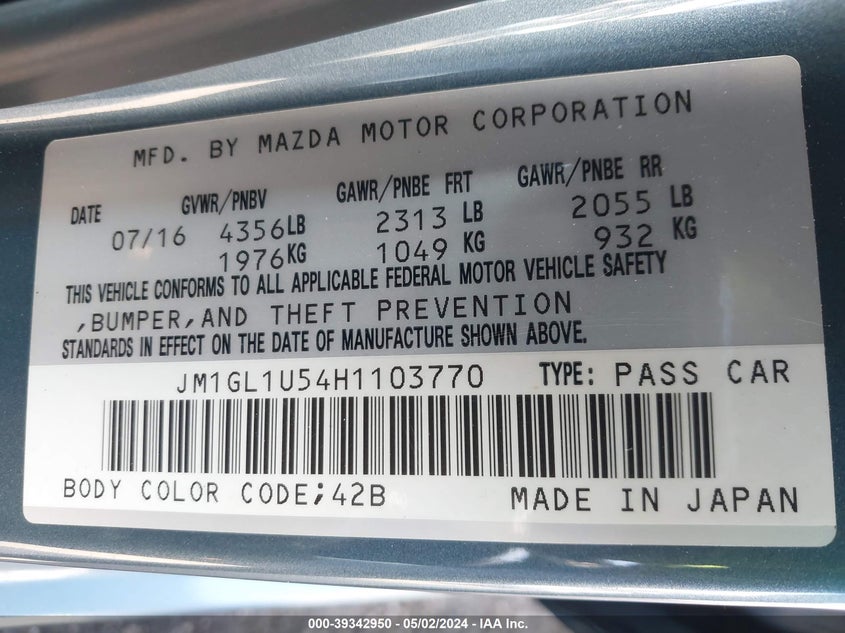 MFD. BY MAZDA MOTOR CORPORATION
DATE GVWR/PNBV GAWR/PNBE FRT GAWR/PNBE RR
07/16 4356LB 2313 LB 2055 LB
1976KG 1049 KG 932 KG
THIS VEHICLE CONFORMS TO ALL APPLICABLE FEDERAL MOTOR VEHICLE SAFETY
,BUMPER,AND THEFT PREVENTION
STANDARDS IN EFFECT ON THE DATE OF MANUFACTURE SHOWN ABOVE.
JM1GL1U54H1103770 TYPE: PASS CAR
BODY COLOR CODE;42B MADE IN JAPAN
000-39342950 - 05/02/2024 - IAA Inc.